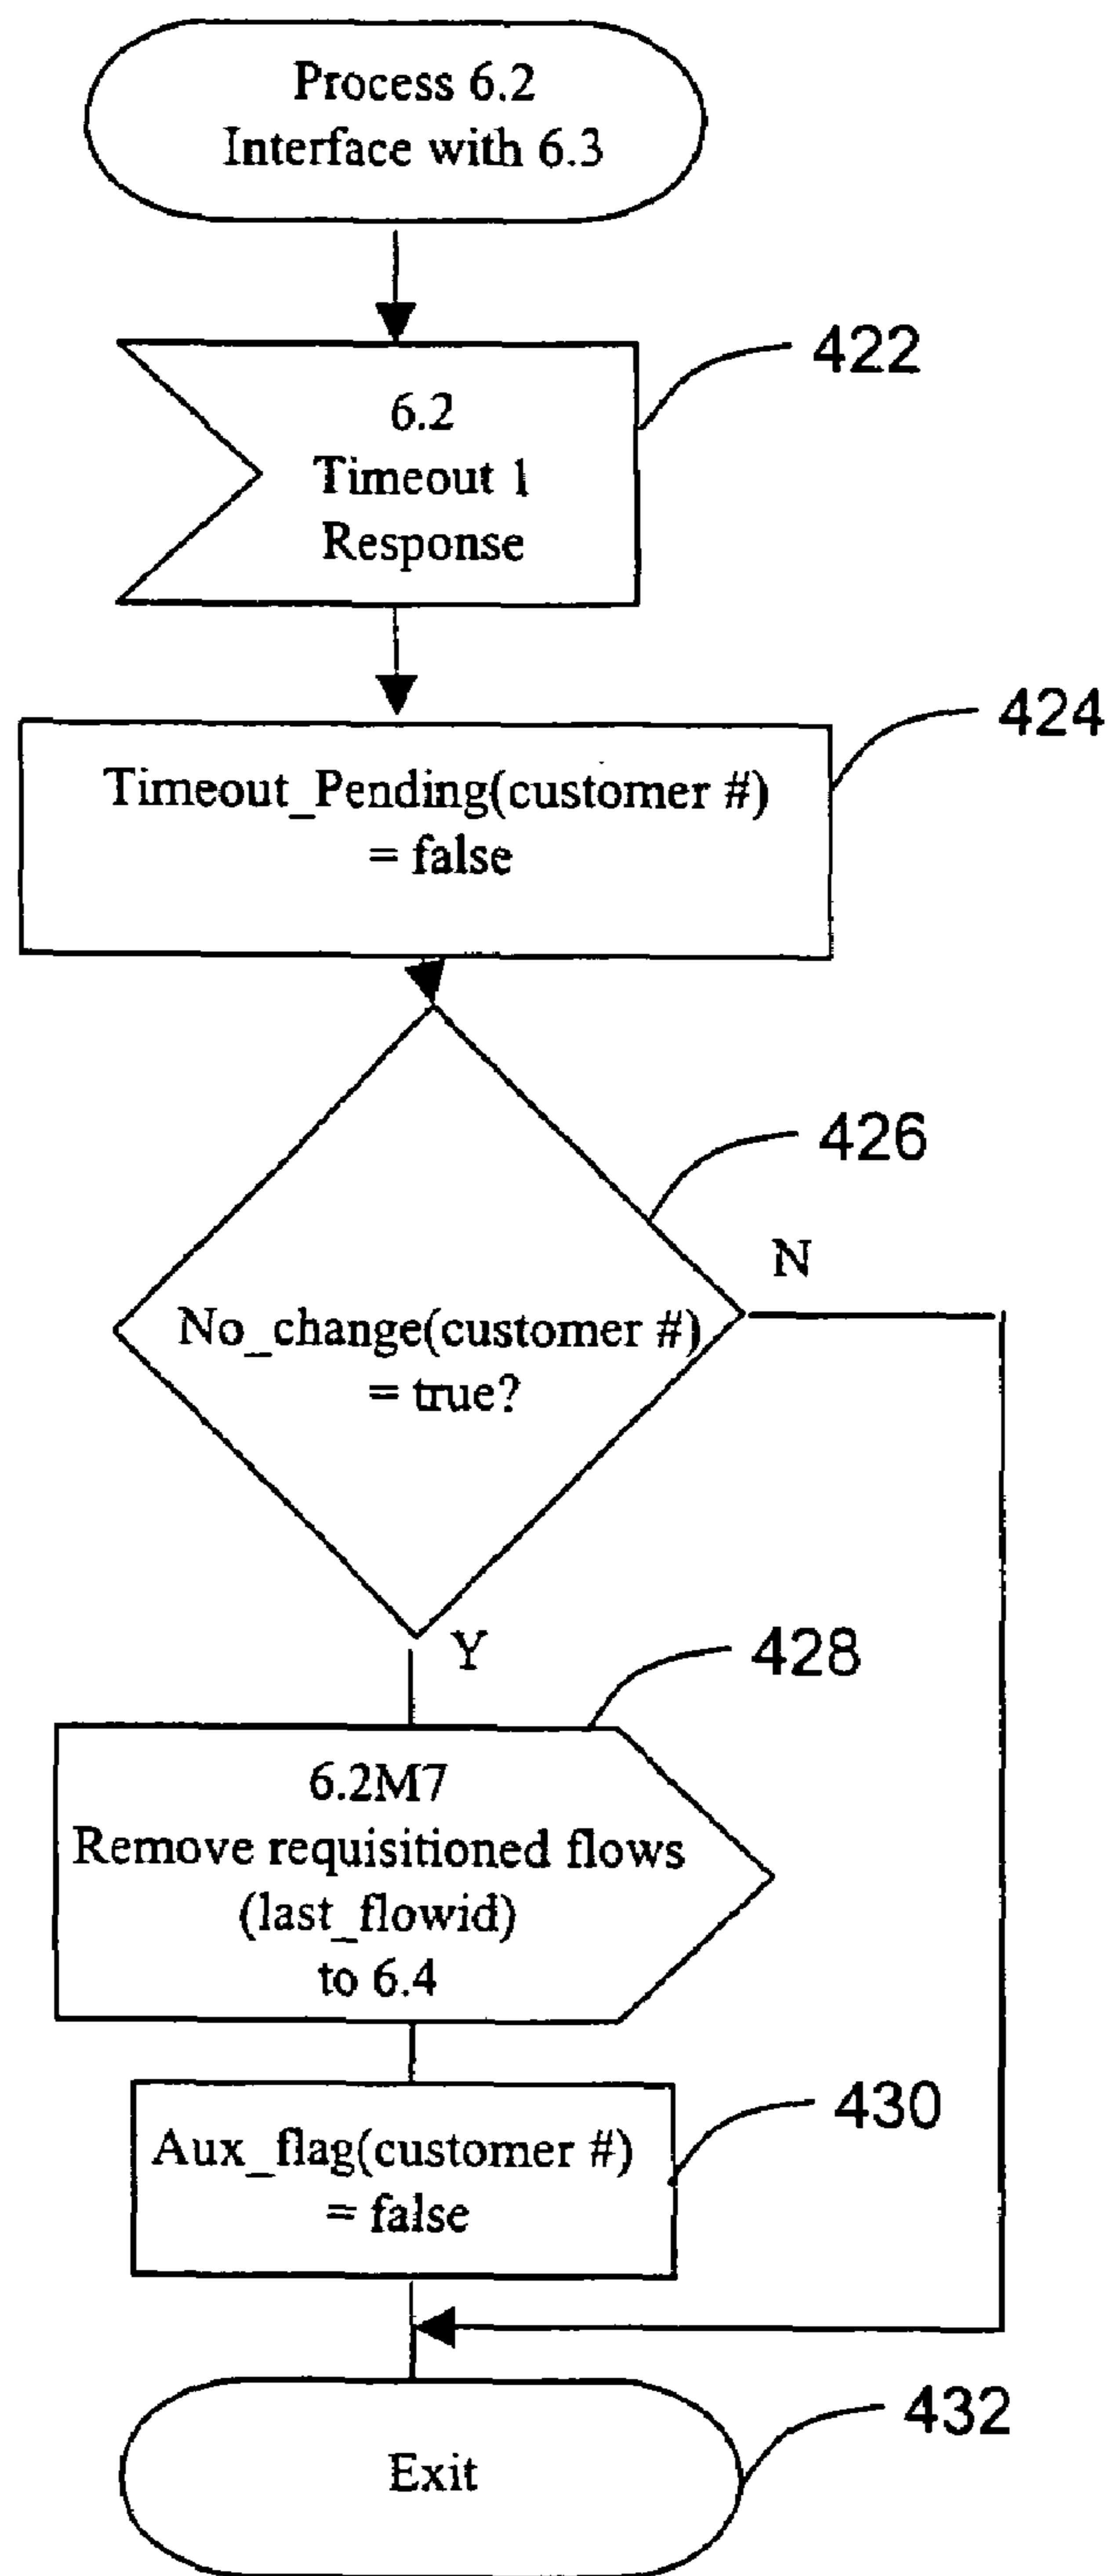 Process 6.2
Interface with 6.3
422
6.2
Timeout 1
Response
424
Timeout_Pending(customer #)
= false
426
N
No_change(customer #)
= true?
Y
428
6.2M7
Remove requisitioned flows
(last_flowid)
to 6.4
430
Aux_flag(customer #)
= false
432
Exit